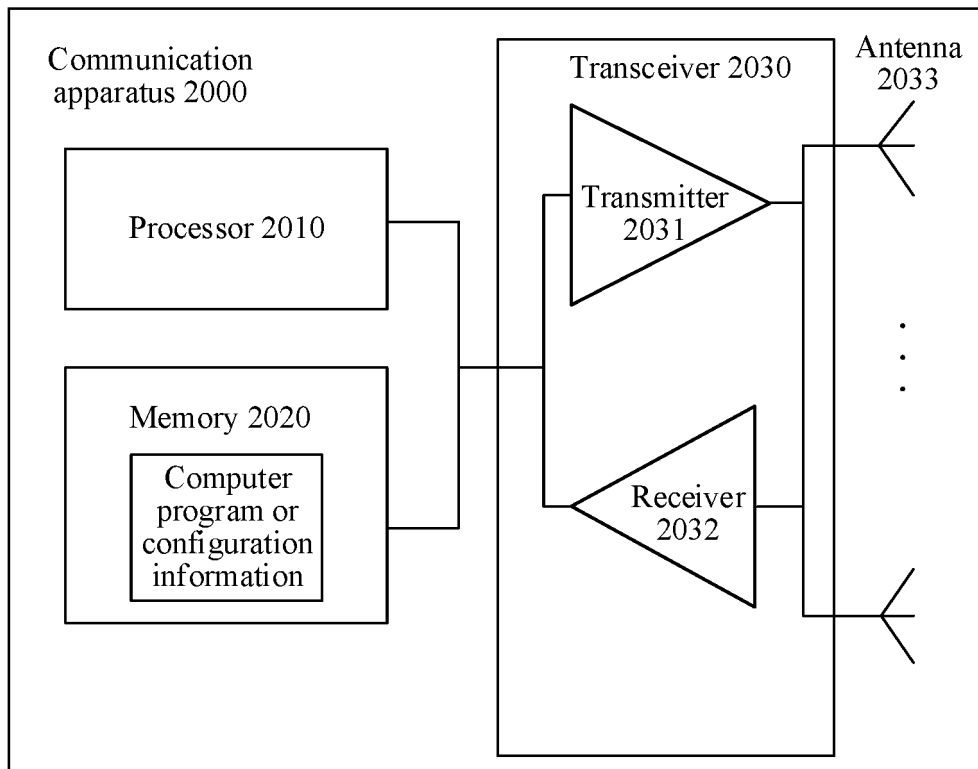 Communication
apparatus 2000
Processor 2010
Memory 2020
Computer
program or
configuration
information
Transceiver 2030
Transmitter
2031
Receiver
2032
Antenna
2033